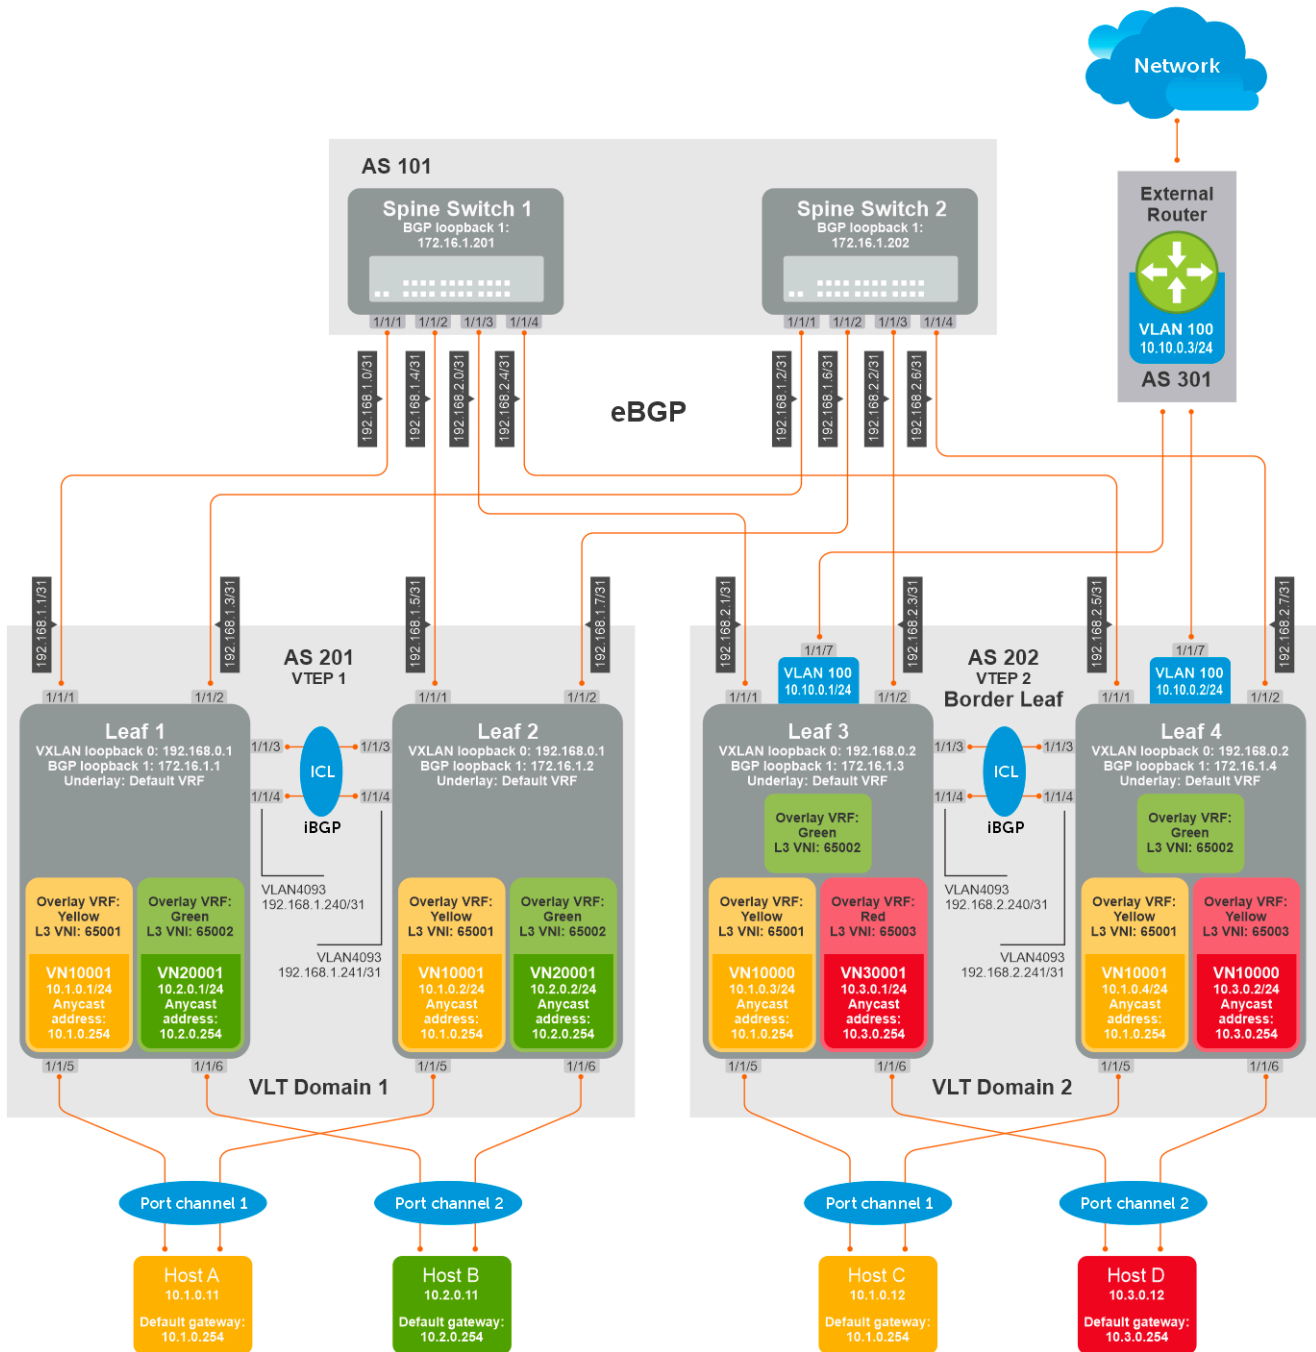 Network
AS 101
Spine Switch 1
BGP loopback 1:
172.16.1.201
Spine Switch 2
BGP loopback 1:
172.16.1.202
External
Router
VLAN 100
10.10.0.3/24
AS 301
1/1/1
1/1/2
1/1/3
1/1/4
1/1/1
1/1/2
1/1/3
1/1/4
192.168.1.0/31
192.168.1.4/31
192.168.2.0/31
192.168.2.4/31
eBGP
192.168.1.2/31
192.168.1.6/31
192.168.2.2/31
192.168.2.6/31
192.168.1.1/31
192.168.1.3/31
192.168.1.5/31
192.168.1.7/31
192.168.2.1/31
192.168.2.3/31
192.168.2.5/31
192.168.2.7/31
AS 201
VTEP 1
AS 202
VTEP 2
Border Leaf
1/1/7
VLAN 100
10.10.0.1/24
1/1/7
VLAN 100
10.10.0.2/24
1/1/1
1/1/2
1/1/1
1/1/2
1/1/1
1/1/2
1/1/1
1/1/2
Leaf 1
VXLAN loopback 0: 192.168.0.1
BGP loopback 1: 172.16.1.1
Underlay: Default VRF
1/1/3
1/1/4
ICL
iBGP
1/1/3
1/1/4
Leaf 2
VXLAN loopback 0: 192.168.0.1
BGP loopback 1: 172.16.1.2
Underlay: Default VRF
Leaf 3
VXLAN loopback 0: 192.168.0.2
BGP loopback 1: 172.16.1.3
Underlay: Default VRF
1/1/3
1/1/4
ICL
iBGP
1/1/3
1/1/4
Leaf 4
VXLAN loopback 0: 192.168.0.2
BGP loopback 1: 172.16.1.4
Underlay: Default VRF
Overlay VRF:
Green
L3 VNI: 65002
Overlay VRF:
Green
L3 VNI: 65002
VLAN4093
192.168.1.240/31
VLAN4093
192.168.1.241/31
VLAN4093
192.168.2.240/31
VLAN4093
192.168.2.241/31
Overlay VRF:
Yellow
L3 VNI: 65001
VN10001
10.1.0.1/24
Anycast
address:
10.1.0.254
Overlay VRF:
Green
L3 VNI: 65002
VN20001
10.2.0.1/24
Anycast
address:
10.2.0.254
Overlay VRF:
Yellow
L3 VNI: 65001
VN10001
10.1.0.2/24
Anycast
address:
10.1.0.254
Overlay VRF:
Green
L3 VNI: 65002
VN20001
10.2.0.2/24
Anycast
address:
10.2.0.254
Overlay VRF:
Yellow
L3 VNI: 65001
VN10000
10.1.0.3/24
Anycast
address:
10.1.0.254
Overlay VRF:
Red
L3 VNI: 65003
VN30001
10.3.0.1/24
Anycast
address:
10.3.0.254
Overlay VRF:
Yellow
L3 VNI: 65001
VN10001
10.1.0.4/24
Anycast
address:
10.1.0.254
Overlay VRF:
Yellow
L3 VNI: 65003
VN10000
10.3.0.2/24
Anycast
address:
10.3.0.254
1/1/5
1/1/6
1/1/5
1/1/6
1/1/5
1/1/6
1/1/5
1/1/6
VLT Domain 1
VLT Domain 2
Port channel 1
Port channel 2
Port channel 1
Port channel 2
Host A
10.1.0.11
Default gateway:
10.1.0.254
Host B
10.2.0.11
Default gateway:
10.2.0.254
Host C
10.1.0.12
Default gateway:
10.1.0.254
Host D
10.3.0.12
Default gateway:
10.3.0.254